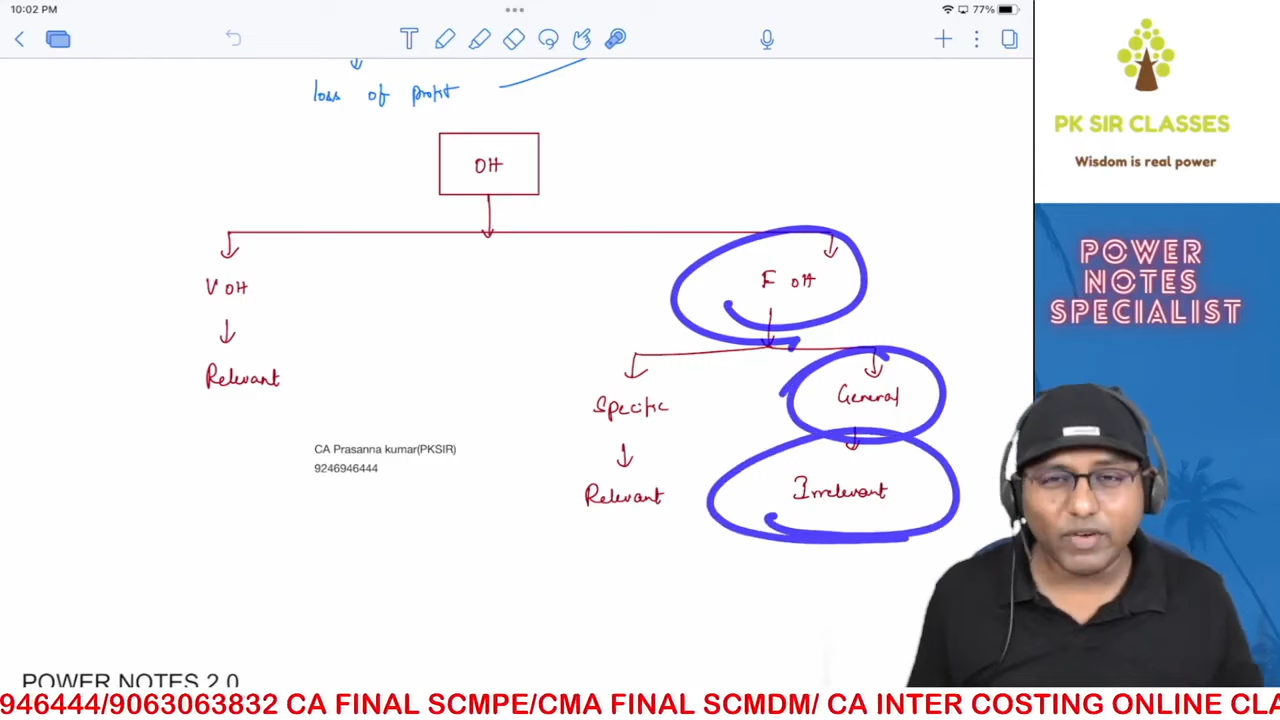 10:02 PM
77%
T
loss of profit
OH
V OH
F OH
Relevant
Specific
General
Relevant
Irrelevant
CA Prasanna kumar(PKSIR)
9246946444
POWER NOTES 2.0
PK SIR CLASSES
Wisdom is real power
POWER
NOTES
SPECIALIST
946444/9063063832 CA FINAL SCMPE/CMA FINAL SCMDM/ CA INTER COSTING ONLINE CLA